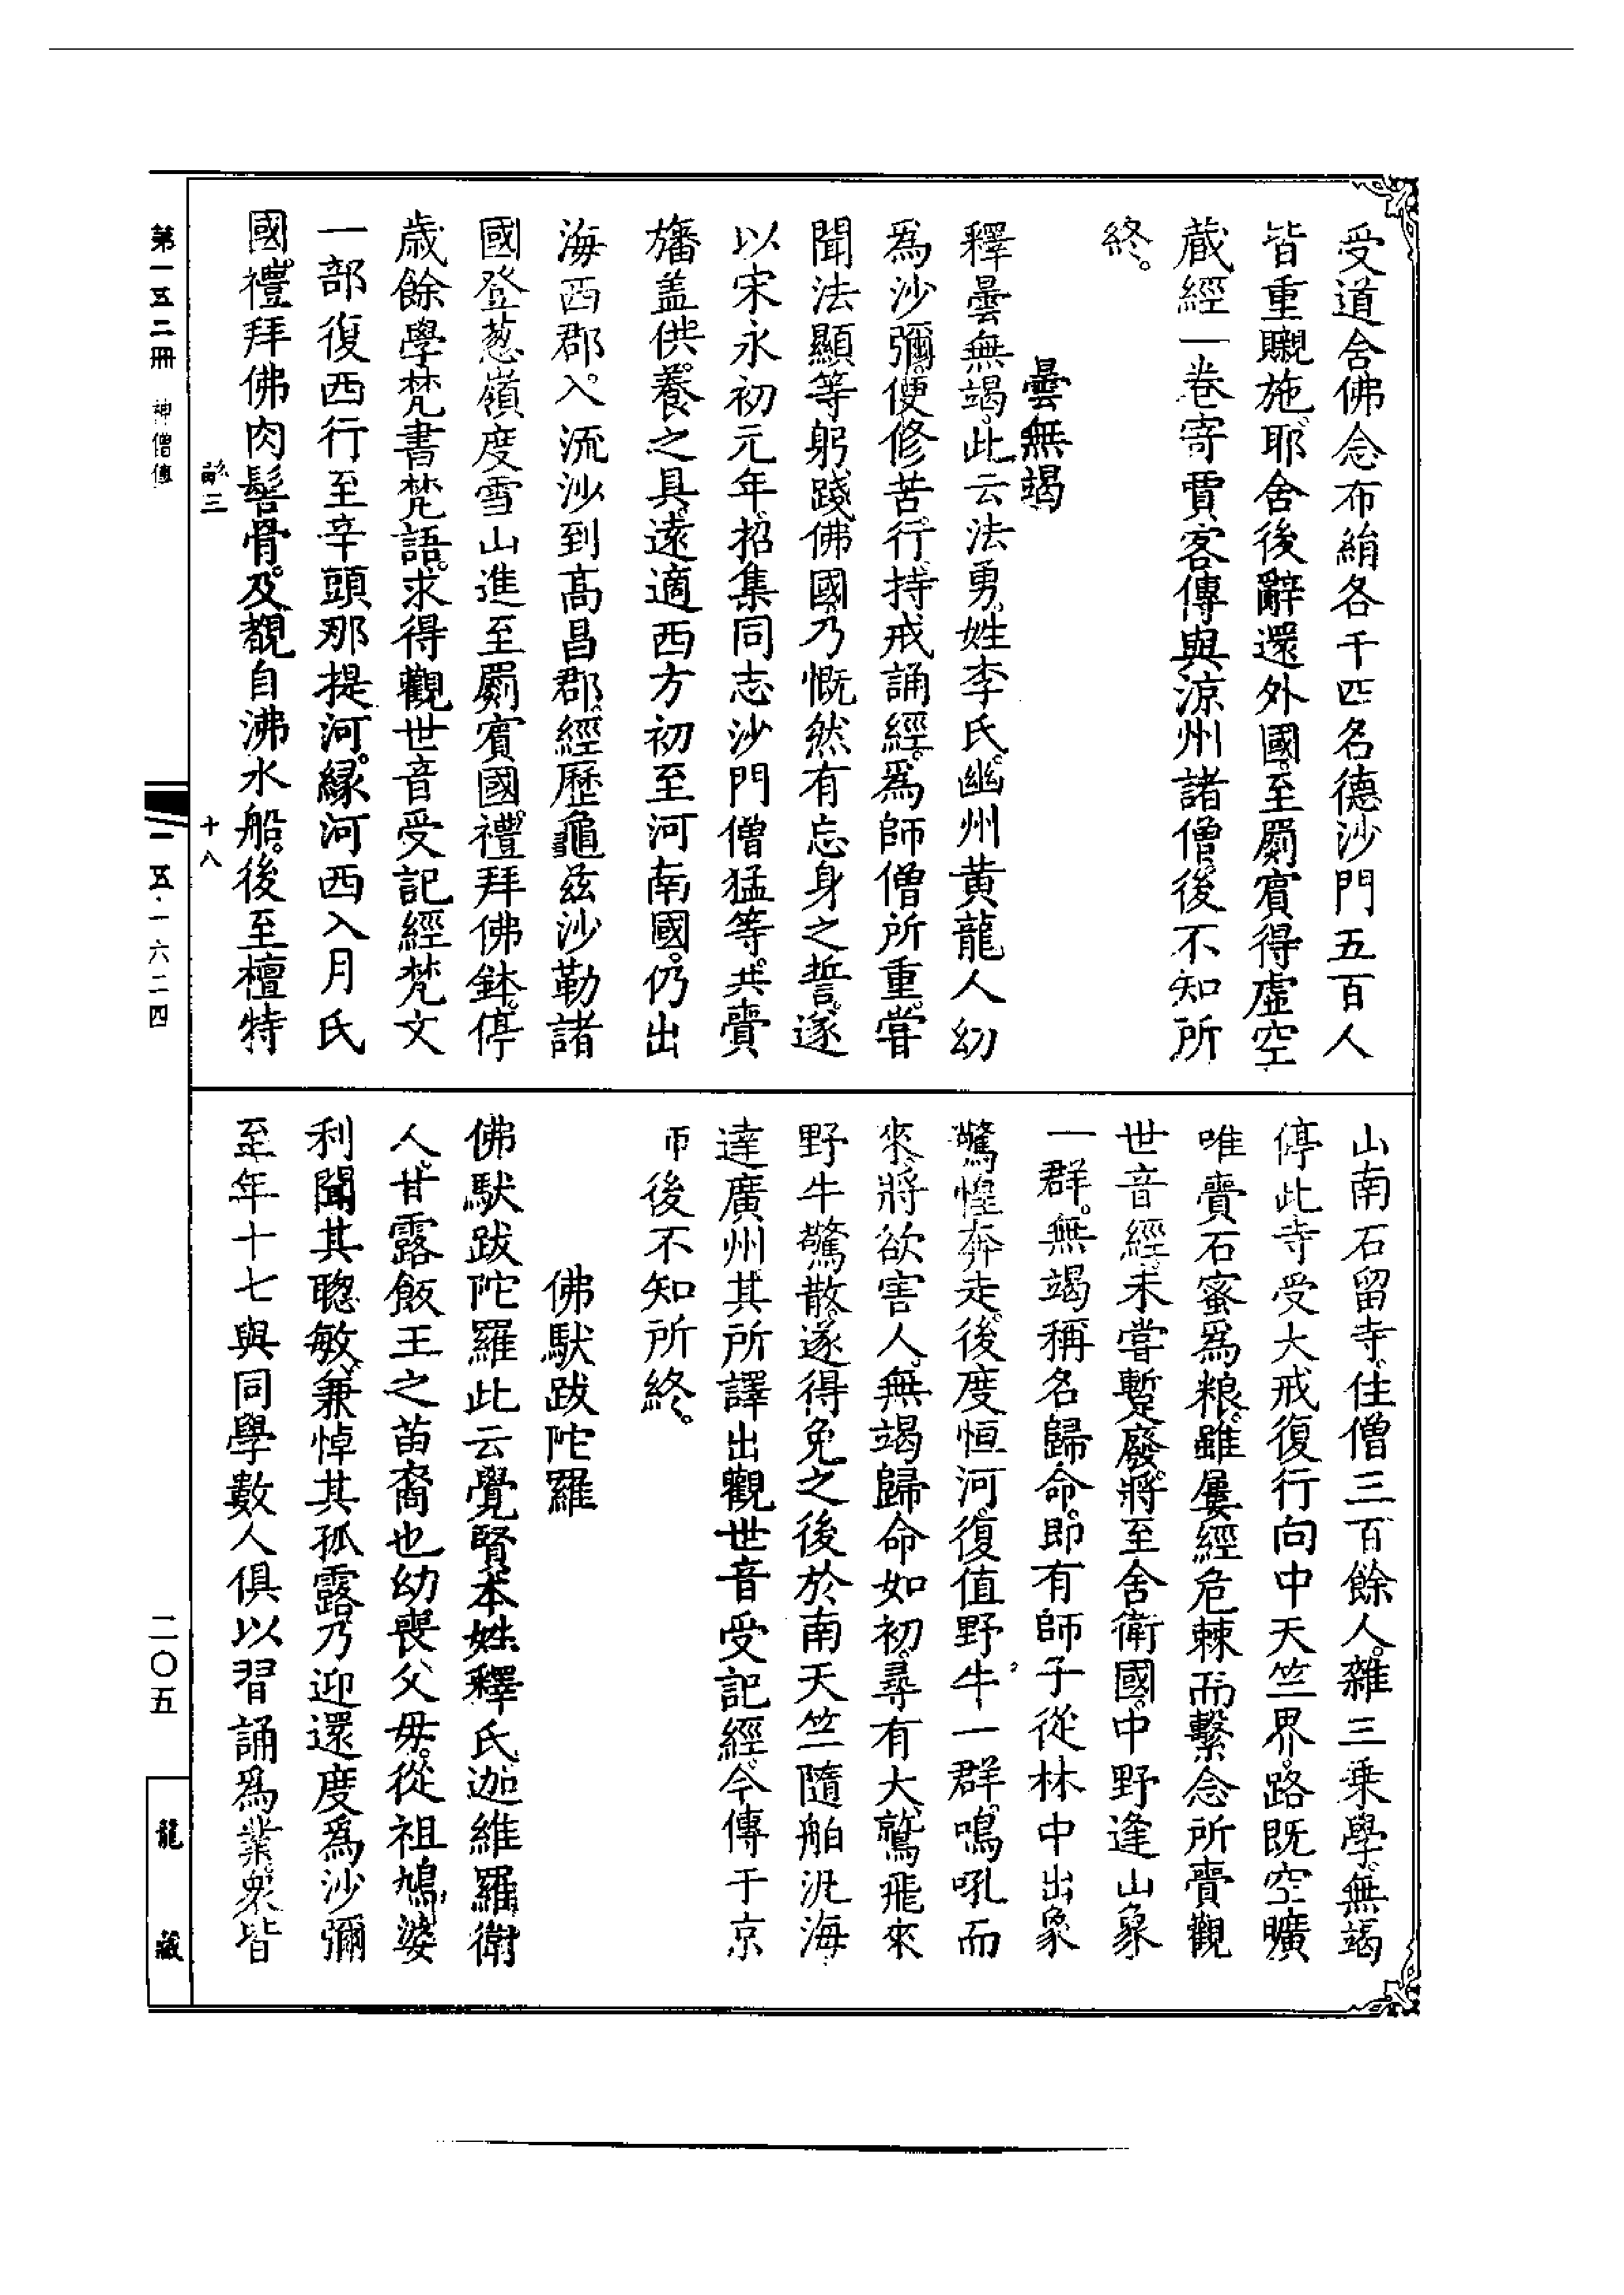 受道舍佛念布絹各千匹名德沙門五百人
皆重嚫施耶舍後辭還外國至罽賓得虛空
蔵經一卷寄賈客傳與涼州諸僧後不知所
終
曇無竭
釋曇無竭此云法勇姓李氏幽州黄龍人幼
爲沙彌便修苦行持戒誦經爲師僧所重甞
聞法顯等躬踐佛國乃慨然有忘身之誓遂
以宋永初元年招集同志沙門僧猛等共賫
旛盖供養之具遠適西方初至河南國仍出
海西郡入流沙到高昌郡經歷龜兹沙勒諸
國登葱嶺度雪山進至罽賓國禮拜佛鉢停
歲餘學梵書梵語求得觀世音受記經梵文
一部復西行至辛頭那提河緣河西入月氏
國禮拜佛肉髻骨及覩自沸水船後至檀特
山南石留寺住僧三百餘人雜三乗學無竭
停此寺受大戒復行向中天竺界路既空曠
唯賫石蜜爲粮雖屢經危棘而繫念所賫觀
世音經未甞暫廢將至舍衛國中野逢山象
一群無竭稱名歸命即有師子從林中出象
驚惶奔走後度恒河復值野牛一群鳴吼而
來將欲害人無竭歸命如初尋有大鷲飛來
野牛驚散遂得免之後於南天竺隨舶汎海
達廣州其所譯出觀世音受記經今傳于京
帀後不知所終
佛馱跋陀羅
佛馱跋陀羅此云覺賢本姓釋氏迦維羅衛
人甘露飯王之苗裔也幼喪父母從祖鳩婆
利聞其聰敏兼悼其孤露乃迎還度爲沙彌
至年十七與同學數人俱以習誦爲業衆皆
第一五二冊 神僧傳
三
十八
一五·一六二四
二〇五
龍藏